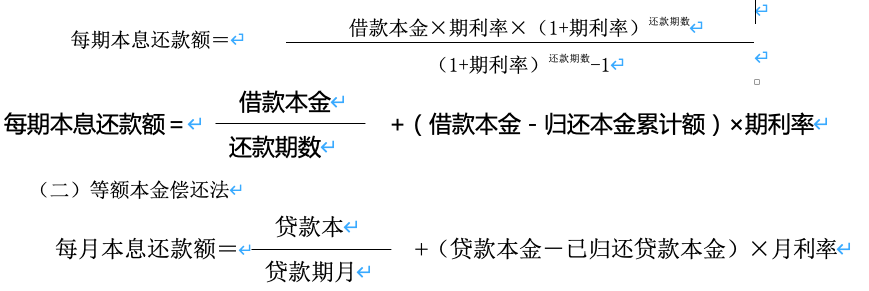 借款本金×期利率×（1+期利率）还款期数
每期本息还款额＝
（1+期利率）还款期数-1
借款本金
每期本息还款额＝ +（借款本金 - 归还本金累计额）×期利率
还款期数
（二）等额本金偿还法
贷款本
每月本息还款额＝ +（贷款本金－已归还贷款本金）×月利率
贷款期月